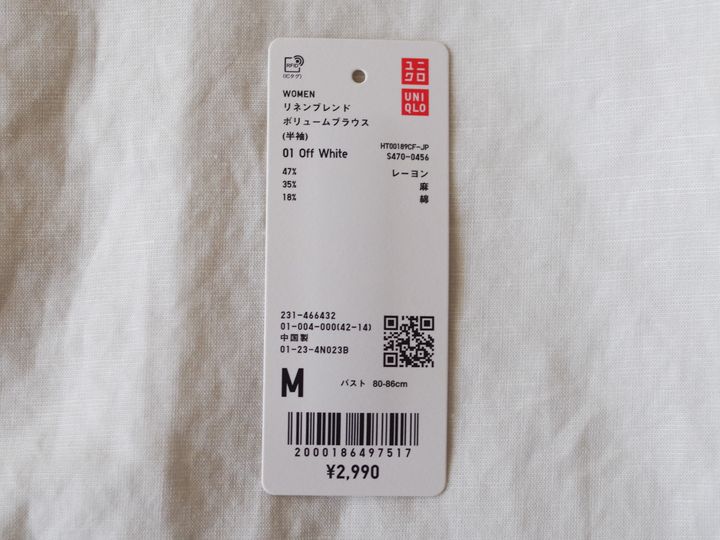 RFID
(ICタグ)
ユニ
クロ
UNI
QLO
WOMEN
リネンブレンド
ボリュームブラウス
(半袖)
01 Off White
HT00189CF-JP
S470-0456
47% レーヨン
35% 麻
18% 綿
231-466432
01-004-000(42-14)
中国製
01-23-4N023B
M バスト 80-86cm
2000186497517
¥2,990